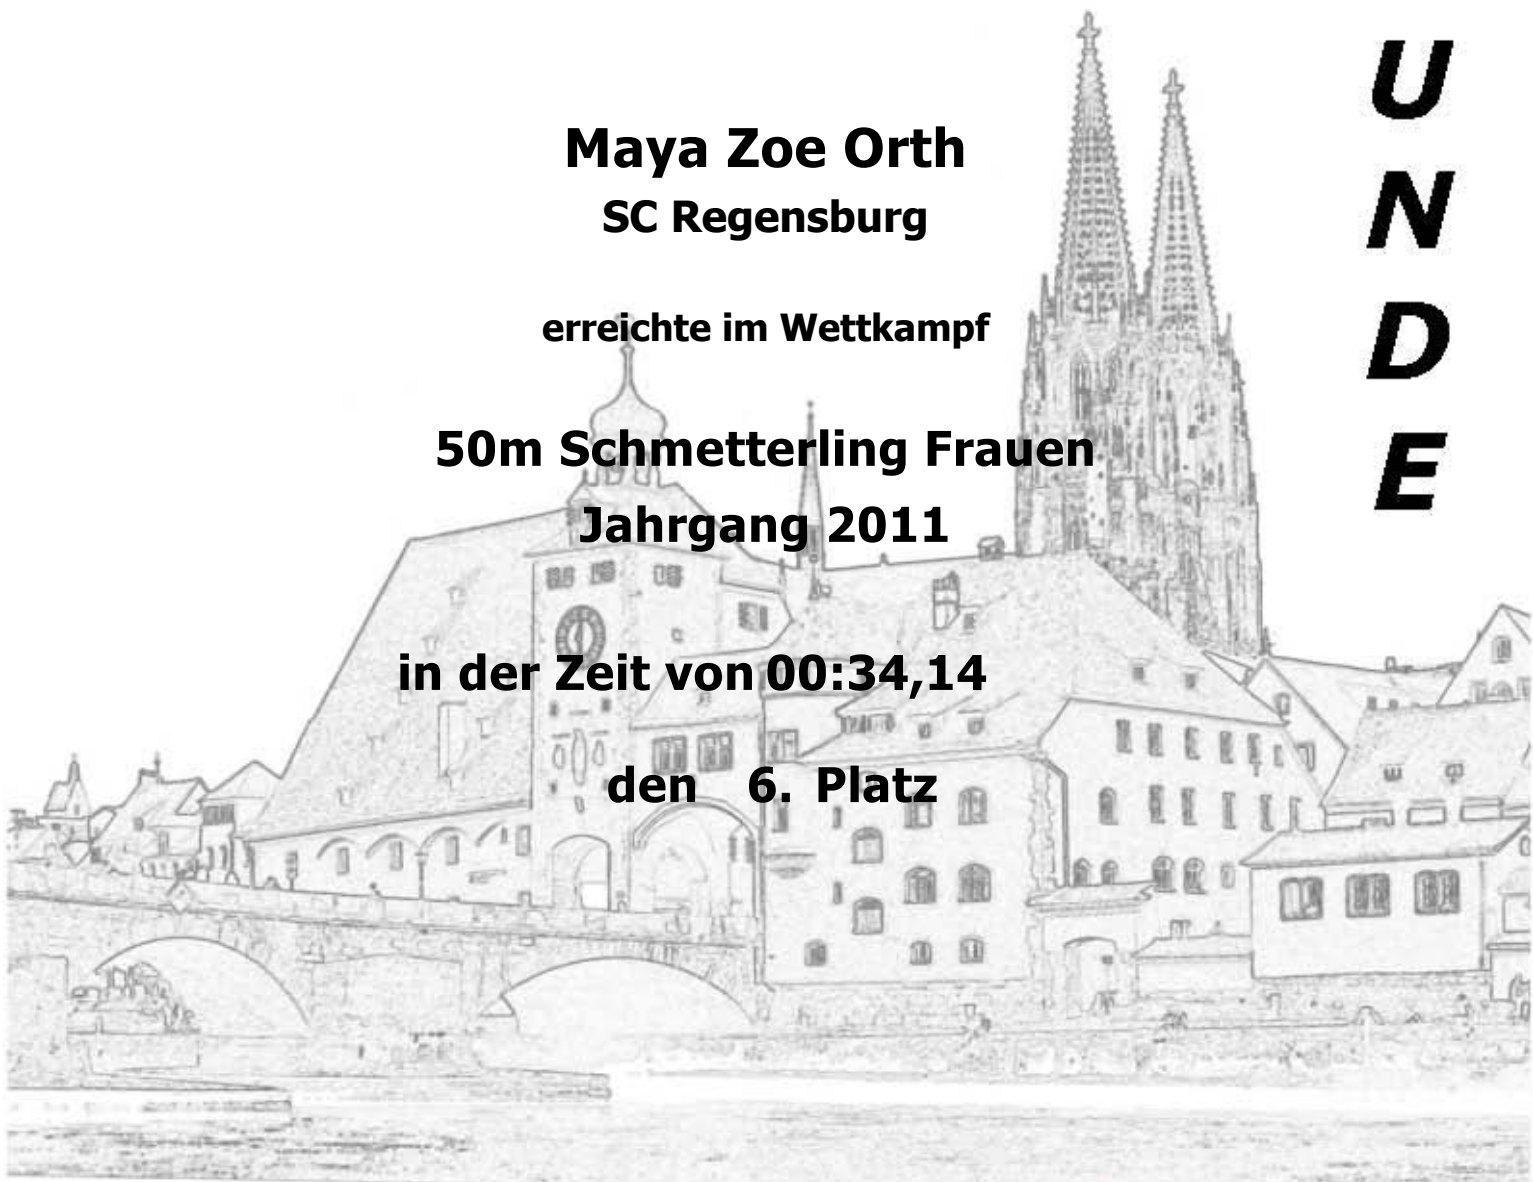 Maya Zoe Orth
SC Regensburg
erreichte im Wettkampf
50m Schmetterling Frauen
Jahrgang 2011
in der Zeit von 00:34,14
den 6. Platz
U
N
D
E